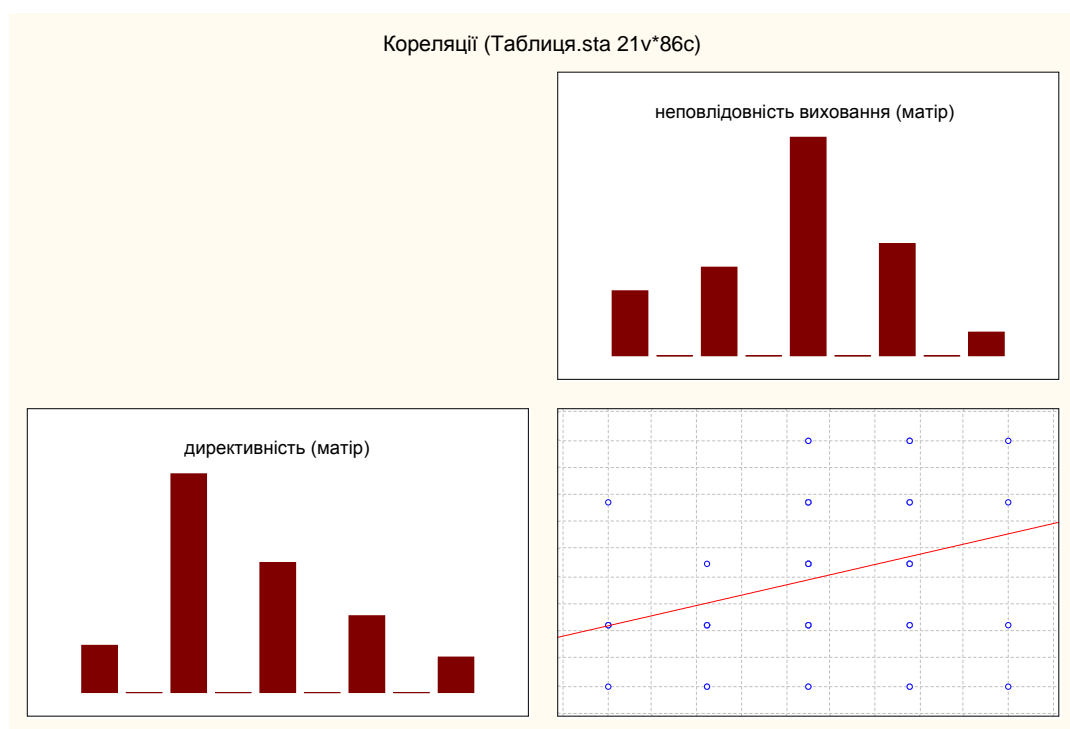 Кореляції (Таблиця.sta 21v*86c)
неповлідовність виховання (матір)
директивність (матір)